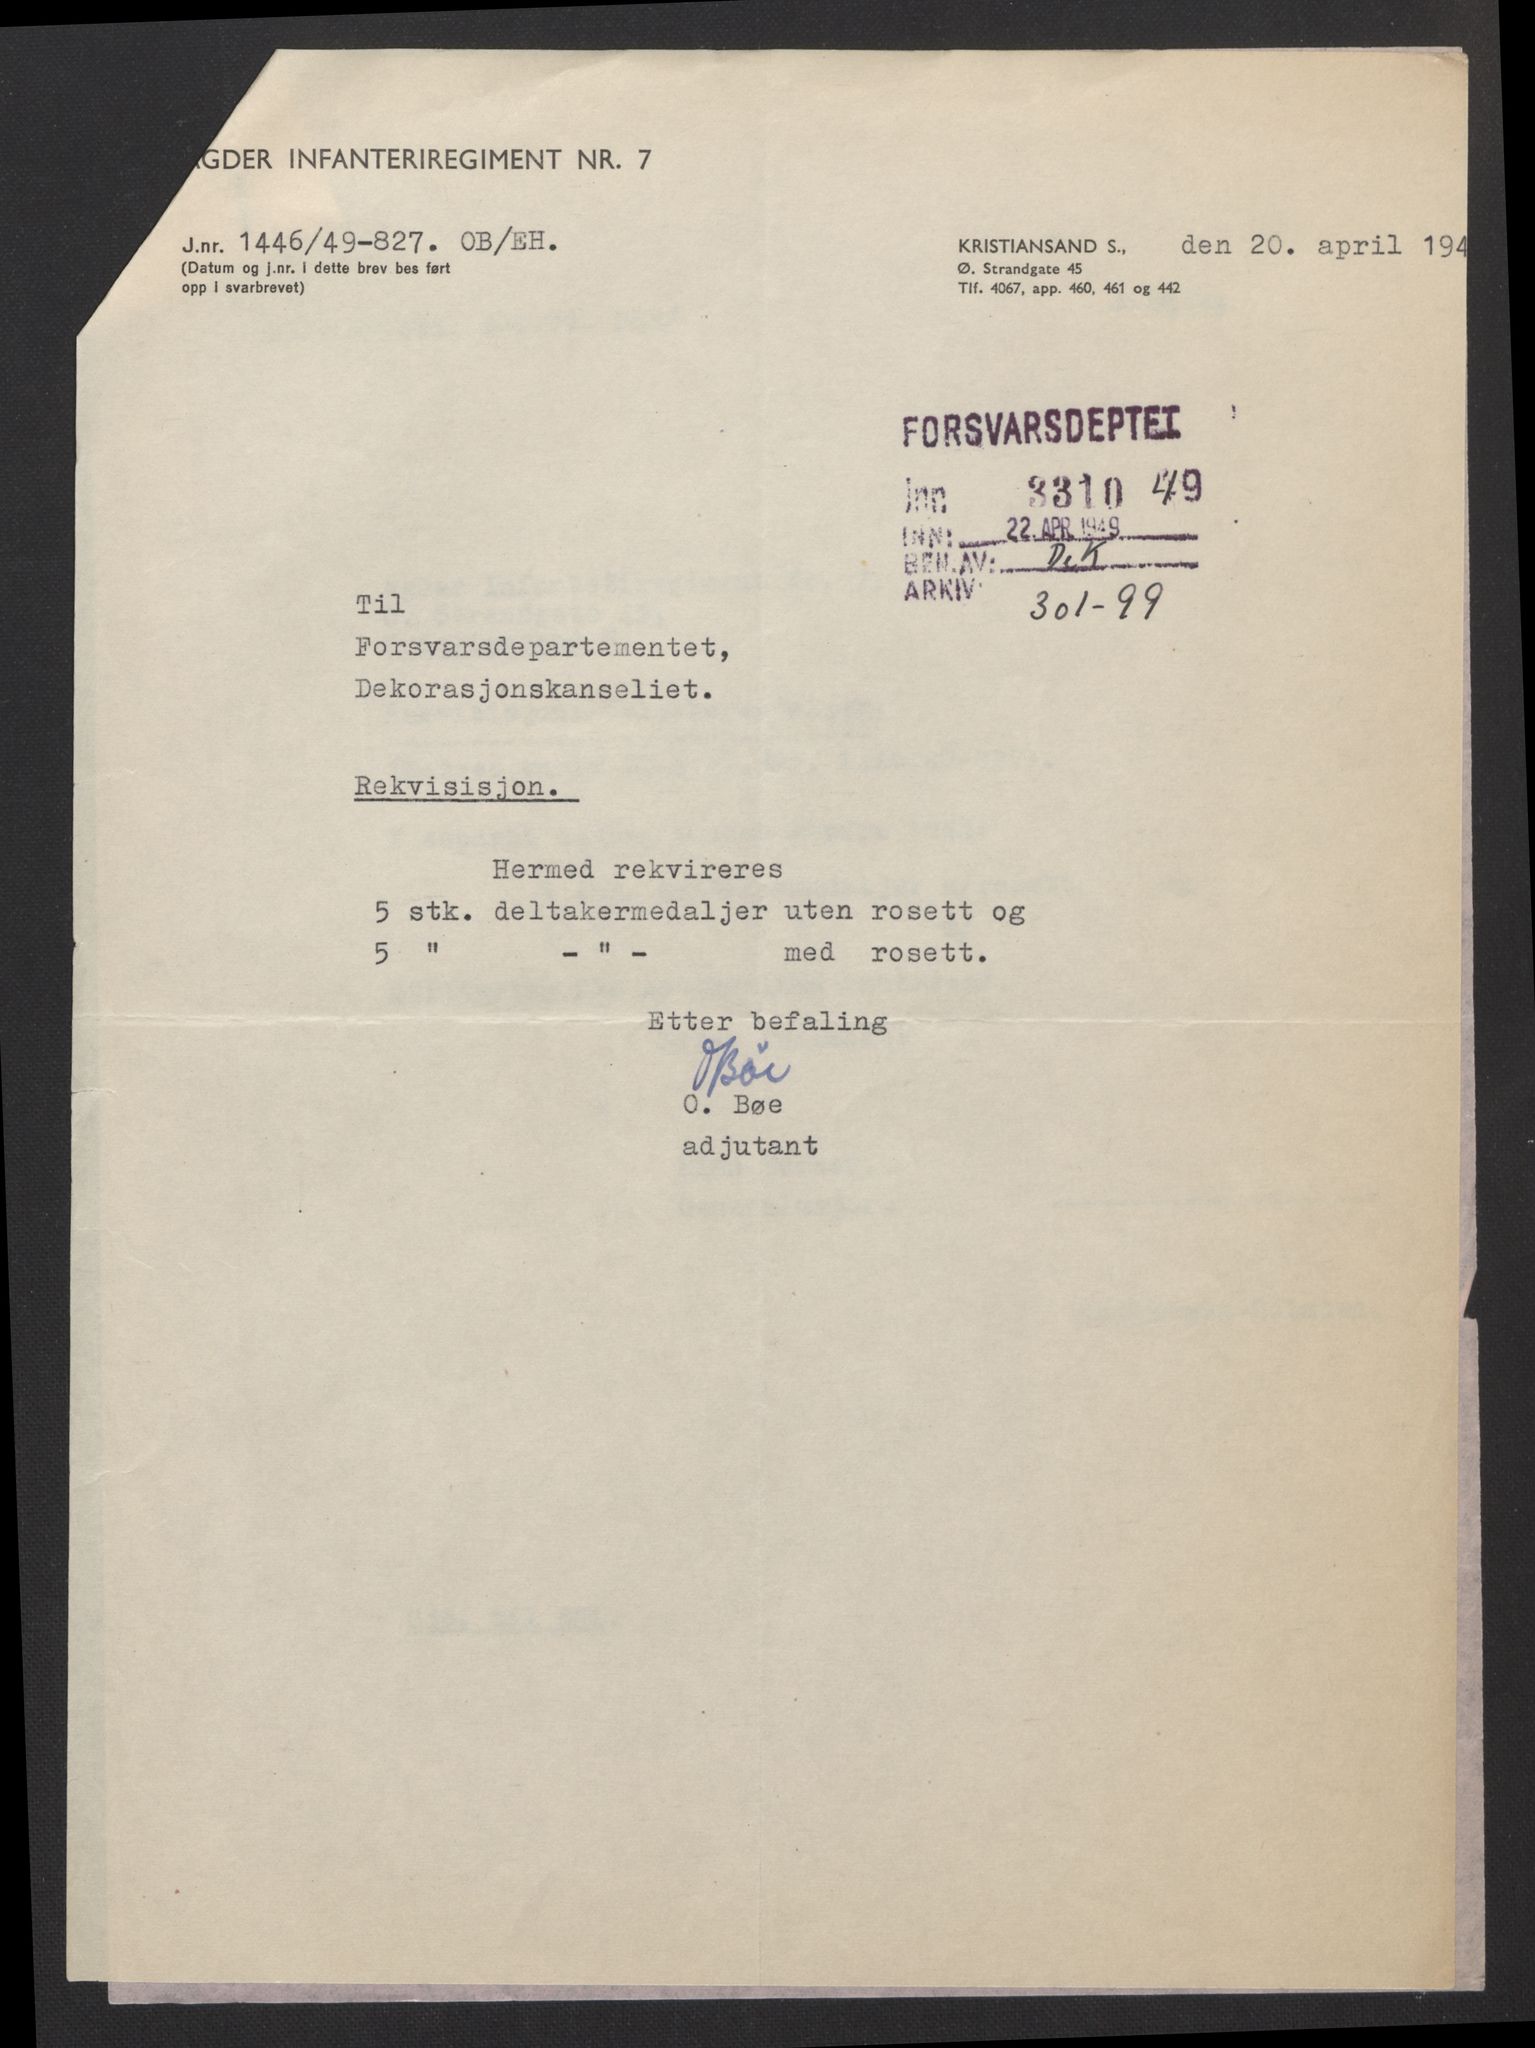 AGDER INFANTERIREGIMENT NR. 7
J.nr. 1446/49-827. OB/EH.
(Datum og j.nr. i dette brev bes ført
opp i svarbrevet)
KRISTIANSAND S., den 20. april 194
Ø. Strandgate 45
Tlf. 4067, app. 460, 461 og 442
FORSVARSDEPTET
Jnr. 3310 49
INN: 22. APR. 1949
BEH. AV: DcK
ARKIV: 301-99
Til
Forsvarsdepartementet,
Dekorasjonskanseliet.
Rekvisisjon.
Hermed rekvireres
5 stk. deltakermedaljer uten rosett og
5 " - " - med rosett.
Etter befaling
OBøe
O. Bøe
adjutant